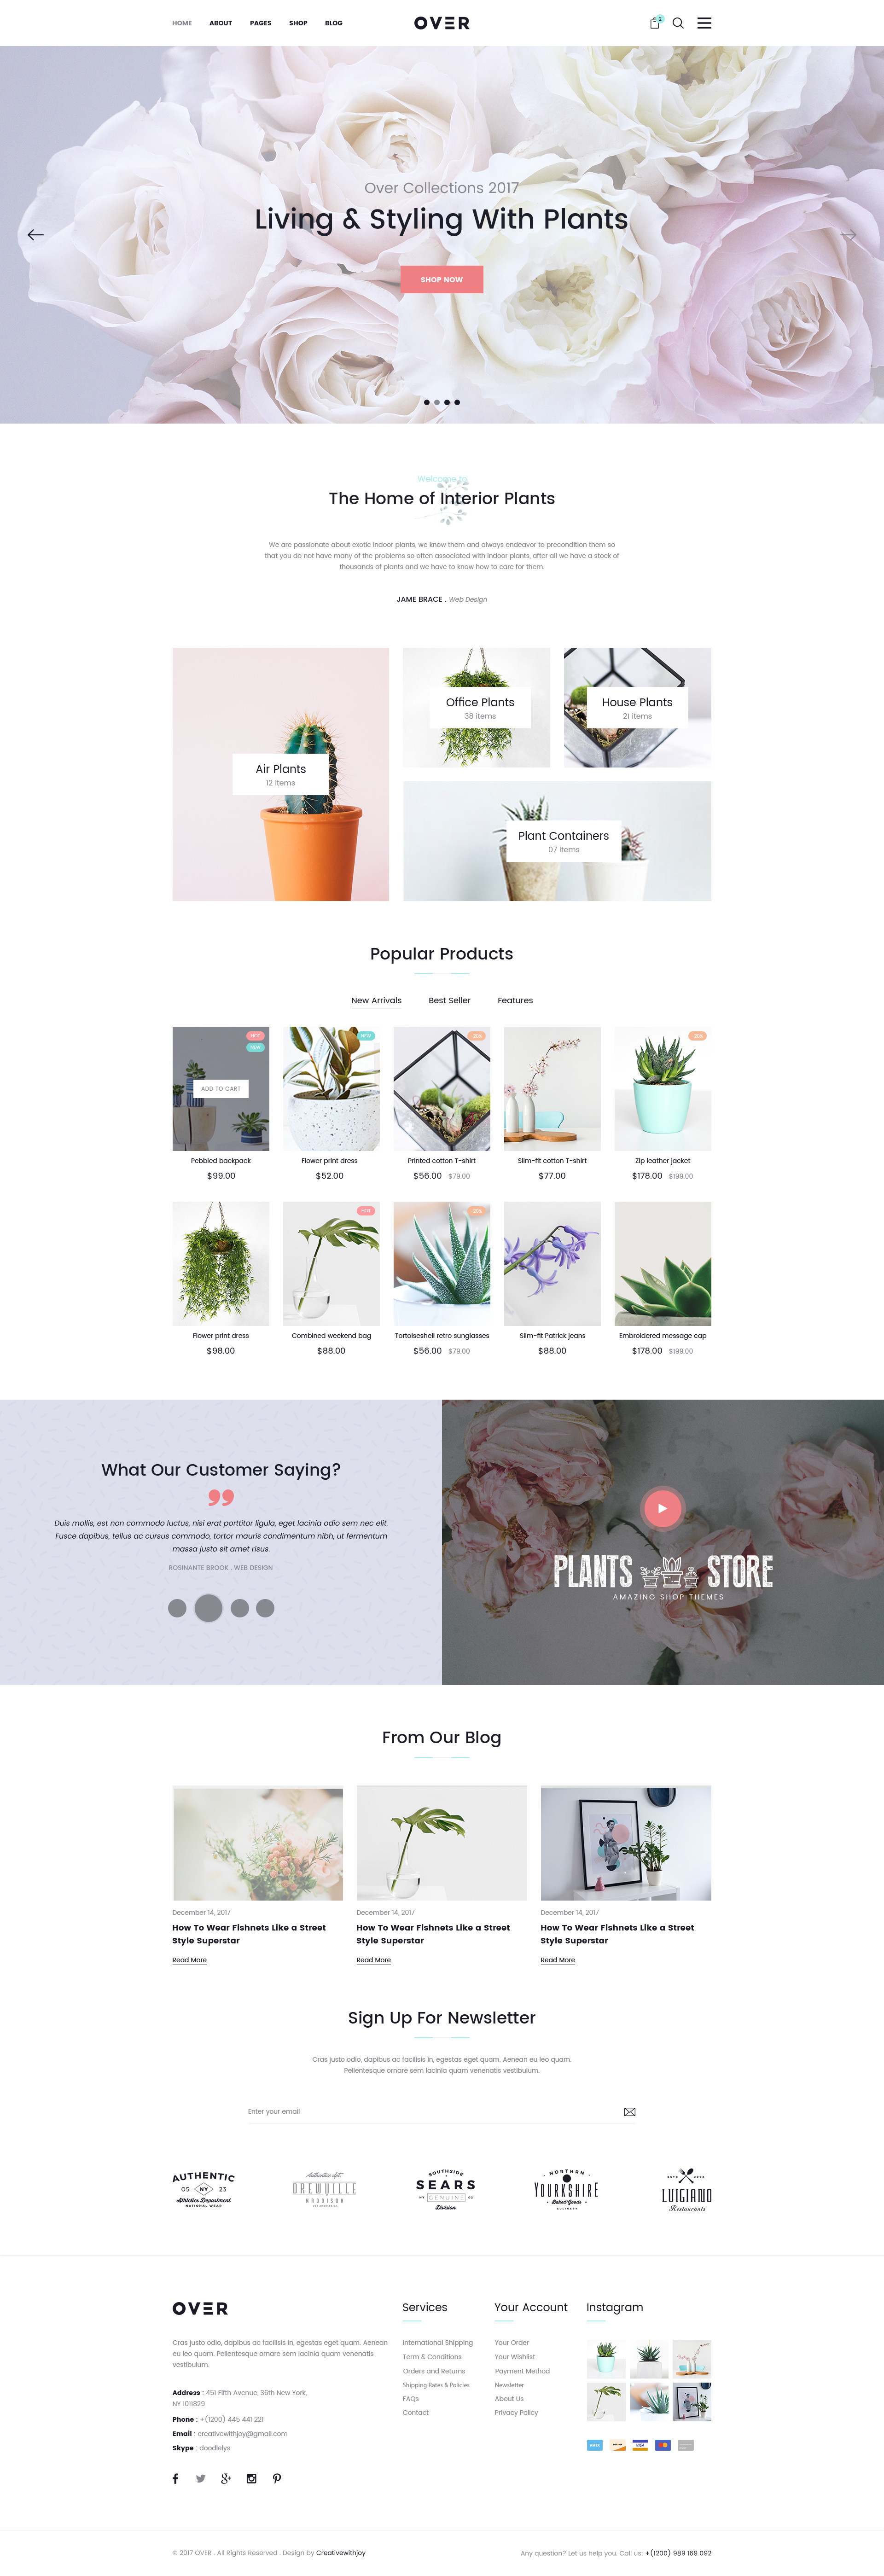 HOME ABOUT PAGES SHOP BLOG
OVER
2
Over Collections 2017
Living & Styling With Plants
SHOP NOW
Welcome to
The Home of Interior Plants
We are passionate about exotic indoor plants, we know them and always endeavor to precondition them so
that you do not have many of the problems so often associated with indoor plants, after all we have a stock of
thousands of plants and we have to know how to care for them.
JAME BRACE . Web Design
Air Plants
12 Items
Office Plants
38 Items
House Plants
21 Items
Plant Containers
07 Items
Popular Products
New Arrivals Best Seller Features
HOT
NEW
ADD TO CART
Pebbled backpack
$99.00
NEW
Flower print dress
$52.00
Printed cotton T-shirt
$56.00 $79.00
Slim-fit cotton T-shirt
$77.00
Zip leather jacket
$178.00 $199.00
Flower print dress
$98.00
HOT
Combined weekend bag
$88.00
Tortoiseshell retro sunglasses
$56.00 $79.00
Slim-fit Patrick jeans
$88.00
Embroidered message cap
$178.00 $199.00
What Our Customer Saying?
Duis mollis, est non commodo luctus, nisi erat porttitor ligula, eget lacinia odio sem nec elit.
Fusce dapibus, tellus ac cursus commodo, tortor mauris condimentum nibh, ut fermentum
massa justo sit amet risus.
ROSINANTE BROOK . WEB DESIGN
PLANTS STORE
AMAZING SHOP THEMES
From Our Blog
December 14, 2017
How To Wear Fishnets Like a Street
Style Superstar
Read More
December 14, 2017
How To Wear Fishnets Like a Street
Style Superstar
Read More
December 14, 2017
How To Wear Fishnets Like a Street
Style Superstar
Read More
Sign Up For Newsletter
Cras justo odio, dapibus ac facilisis in, egestas eget quam. Aenean eu leo quam.
Pellentesque ornare sem lacinia quam venenatis vestibulum.
Enter your email
AUTHENTIC
05 NY 23
Athletics Department
NATIONAL WEAR
Authentic Apt.
DREWVILLE
MADDISON
SOUTHSIDE
SEARS
GENUINE
Division
NORTHRN
YOURKSHIRE
Baked Goods
CULINARY
LUIGIANO
Restaurants
OVER
Cras justo odio, dapibus ac facilisis in, egestas eget quam. Aenean
eu leo quam. Pellentesque ornare sem lacinia quam venenatis
vestibulum.
Address : 451 Fifth Avenue, 36th New York,
NY 1011829
Phone : +(1200) 445 441 221
Email : creativewithjoy@gmail.com
Skype : doodlelys
Services
International Shipping
Term & Conditions
Orders and Returns
Shipping Rates & Policies
FAQs
Contact
Your Account
Your Order
Your Wishlist
Payment Method
Newsletter
About Us
Privacy Policy
Instagram
VISA
© 2017 OVER . All Rights Reserved . Design by Creativewithjoy
Any question? Let us help you. Call us: +(1200) 989 169 092